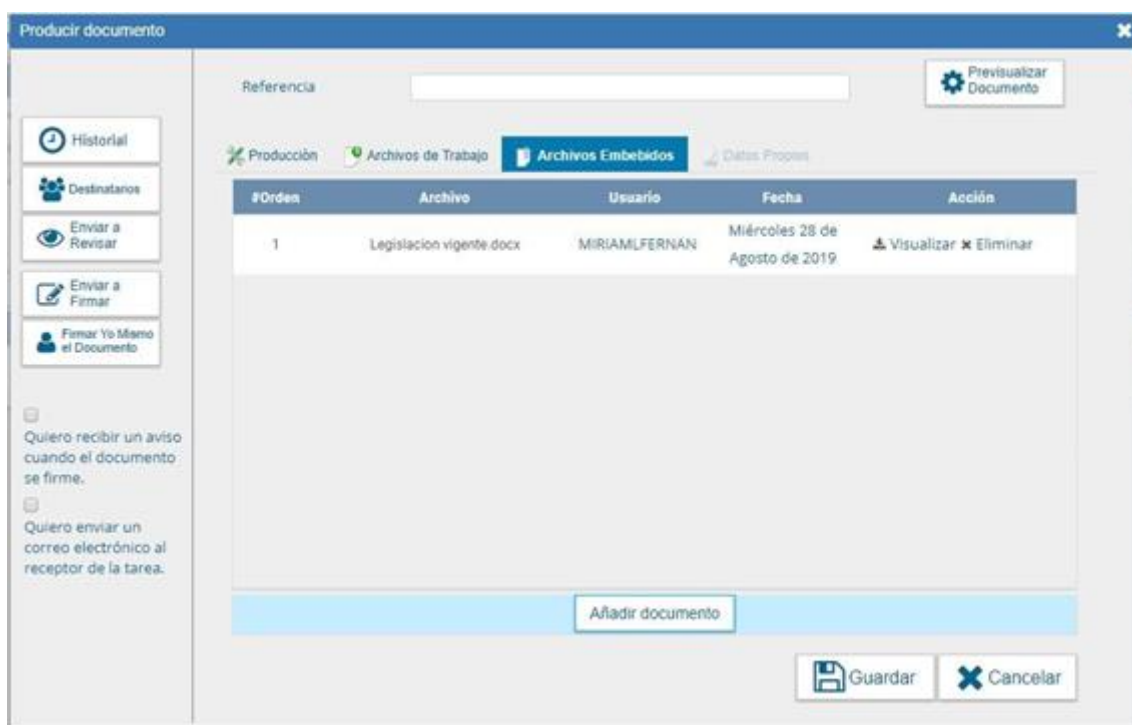 Producir documento
Referencia
Previsualizar
Documento
Historial
Destinatarios
Enviar a
Revisar
Enviar a
Firmar
Firmar Yo Mismo
el Documento
Quiero recibir un aviso
cuando el documento
se firme.
Quiero enviar un
correo electrónico al
receptor de la tarea.
Producción Archivos de Trabajo Archivos Embebidos Datos Propios
#Orden Archivo Usuario Fecha Acción
1 Legislacion vigente.docx MIRIAMLFERNAN Miércoles 28 de
Agosto de 2019 Visualizar Eliminar
Añadir documento
Guardar Cancelar